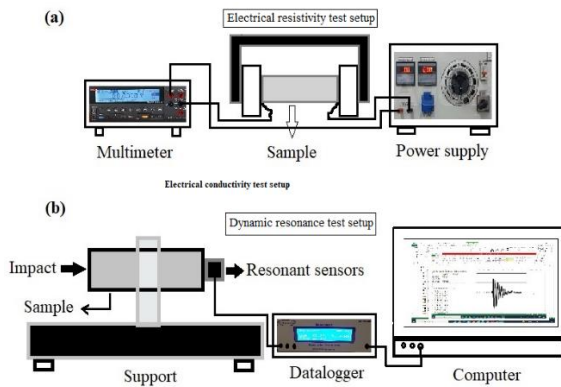 (a)
Electrical resistivity test setup
Multimeter
Sample
Power supply
Electrical conductivity test setup
(b)
Dynamic resonance test setup
Impact
Resonant sensors
Sample
Support
Datalogger
Computer